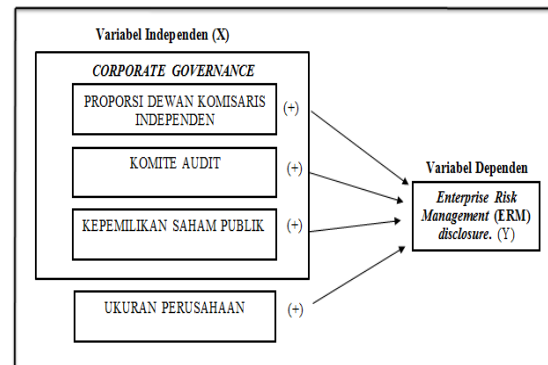 Variabel Independen (X)
CORPORATE GOVERNANCE
PROPORSI DEWAN KOMISARIS
INDEPENDEN
(+)
KOMITE AUDIT
(+)
KEPEMILIKAN SAHAM PUBLIK
(+)
UKURAN PERUSAHAAN
(+)
Variabel Dependen
Enterprise Risk
Management (ERM)
disclosure. (Y)